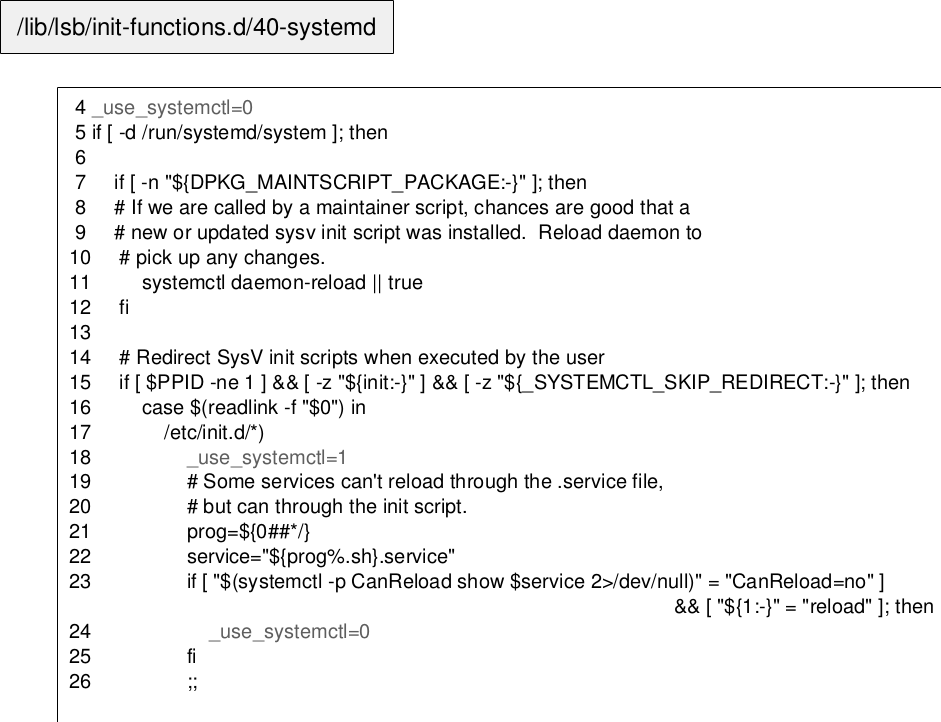 /lib/lsb/init-functions.d/40-systemd
4 _use_systemctl=0
5 if [ -d /run/systemd/system ]; then
6
7 if [ -n "${DPKG_MAINTSCRIPT_PACKAGE:-}" ]; then
8 # If we are called by a maintainer script, chances are good that a
9 # new or updated sysv init script was installed.  Reload daemon to
10 # pick up any changes.
11 systemctl daemon-reload || true
12 fi
13
14 # Redirect SysV init scripts when executed by the user
15 if [ $PPID -ne 1 ] && [ -z "${init:-}" ] && [ -z "${_SYSTEMCTL_SKIP_REDIRECT:-}" ]; then
16 case $(readlink -f "$0") in
17 /etc/init.d/*)
18 _use_systemctl=1
19 # Some services can't reload through the .service file,
20 # but can through the init script.
21 prog=${0##*/}
22 service="${prog%.sh}.service"
23 if [ "$(systemctl -p CanReload show $service 2>/dev/null)" = "CanReload=no" ]
&& [ "${1:-}" = "reload" ]; then
24 _use_systemctl=0
25 fi
26 ;;